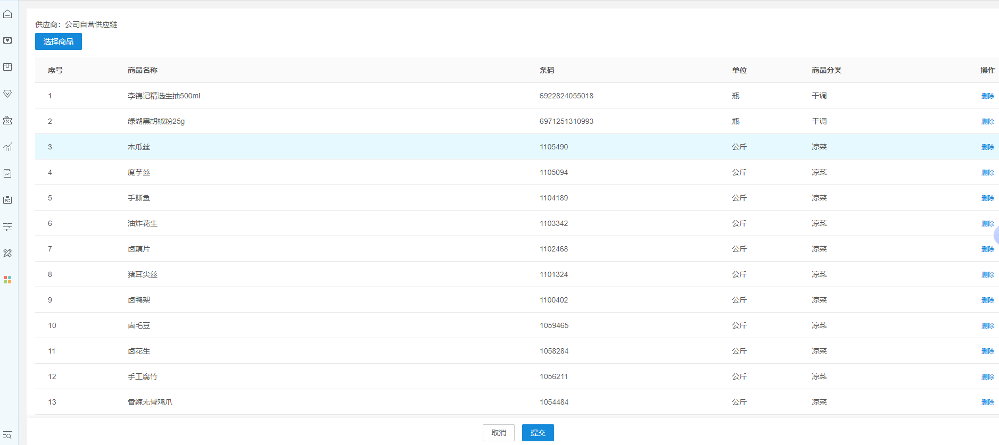 供应商：公司自营供应链
选择商品
序号 商品名称 条码 单位 商品分类 操作
1 李锦记精选生抽500ml 6922824055018 瓶 干调 删除
2 绿湖黑胡椒粉25g 6971251310993 瓶 干调 删除
3 木瓜丝 1105490 公斤 凉菜 删除
4 魔芋丝 1105094 公斤 凉菜 删除
5 手撕鱼 1104189 公斤 凉菜 删除
6 油炸花生 1103342 公斤 凉菜 删除
7 卤藕片 1102468 公斤 凉菜 删除
8 猪耳尖丝 1101324 公斤 凉菜 删除
9 卤鸭架 1100402 公斤 凉菜 删除
10 卤毛豆 1059465 公斤 凉菜 删除
11 卤花生 1058284 公斤 凉菜 删除
12 手工腐竹 1056211 公斤 凉菜 删除
13 香辣无骨鸡爪 1054484 公斤 凉菜 删除
取消 提交